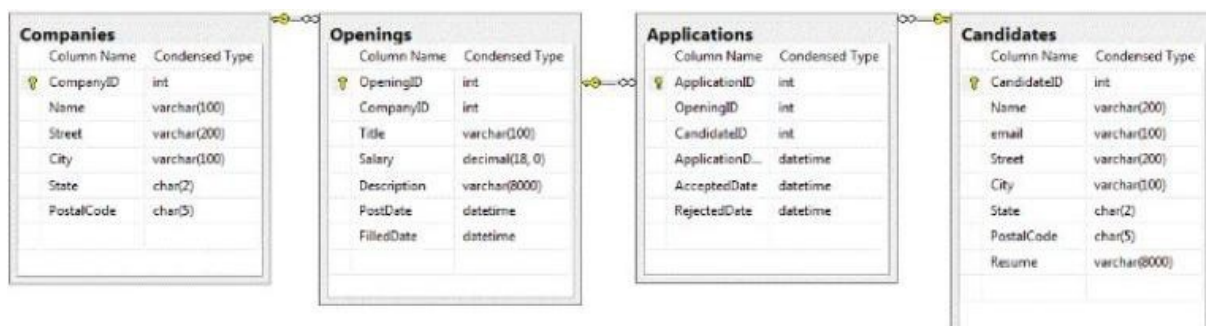 Companies
Column Name Condensed Type
CompanyID int
Name varchar(100)
Street varchar(200)
City varchar(100)
State char(2)
PostalCode char(5)
Openings
Column Name Condensed Type
OpeningID int
CompanyID int
Title varchar(100)
Salary decimal(18, 0)
Description varchar(8000)
PostDate datetime
FilledDate datetime
Applications
Column Name Condensed Type
ApplicationID int
OpeningID int
CandidateID int
ApplicationD... datetime
AcceptedDate datetime
RejectedDate datetime
Candidates
Column Name Condensed Type
CandidateID int
Name varchar(200)
email varchar(100)
Street varchar(200)
City varchar(100)
State char(2)
PostalCode char(5)
Resume varchar(8000)